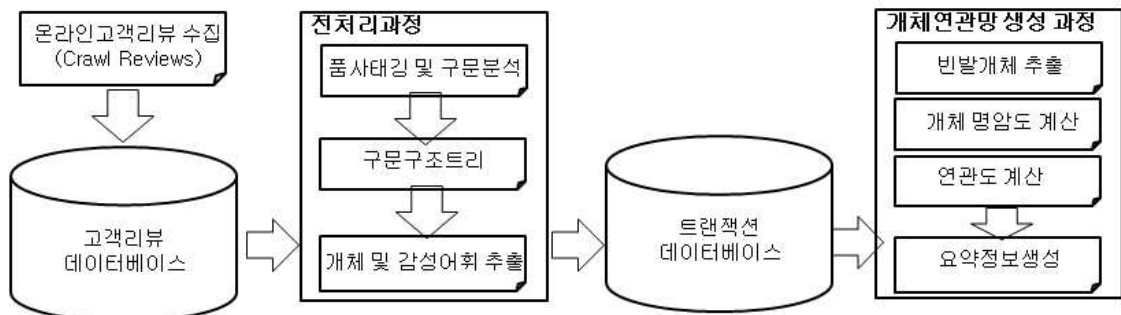 온라인고객리뷰 수집
(Crawl Reviews)
고객리뷰
데이터베이스
전처리과정
품사태깅 및 구문분석
구문구조트리
개체 및 감성어휘 추출
트랜잭션
데이터베이스
개체연관망 생성 과정
빈발개체 추출
개체 명암도 계산
연관도 계산
요약정보생성